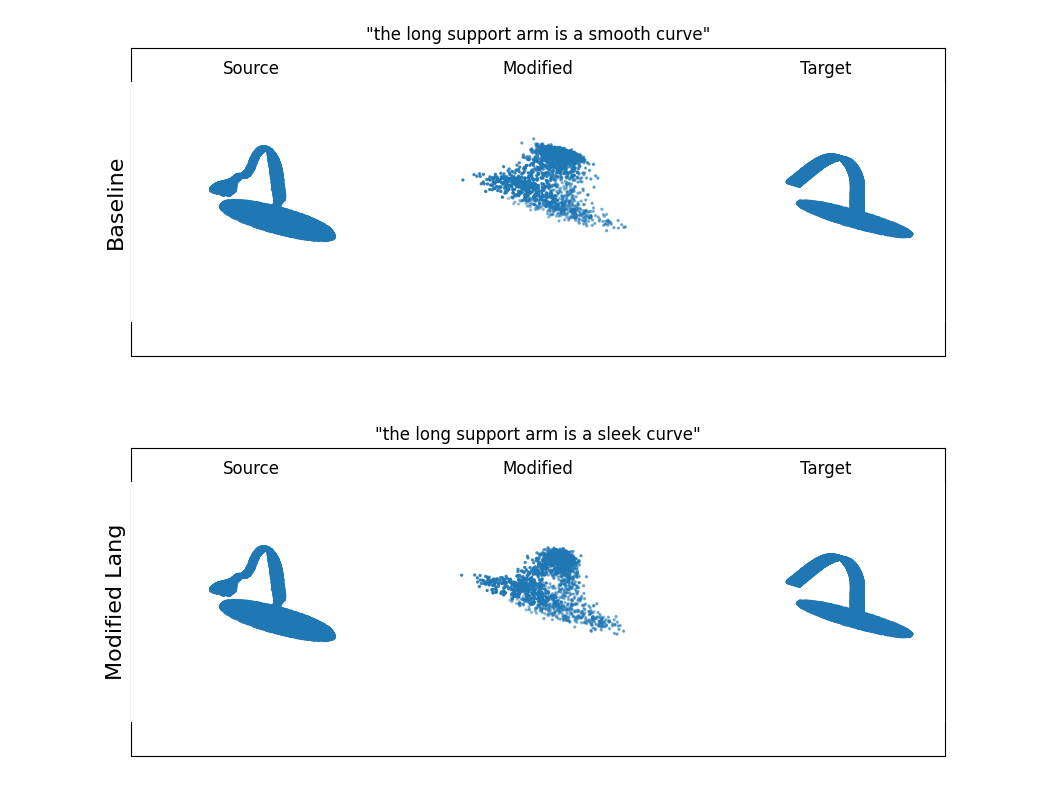 "the long support arm is a smooth curve"
Source Modified Target
Baseline
"the long support arm is a sleek curve"
Source Modified Target
Modified Lang